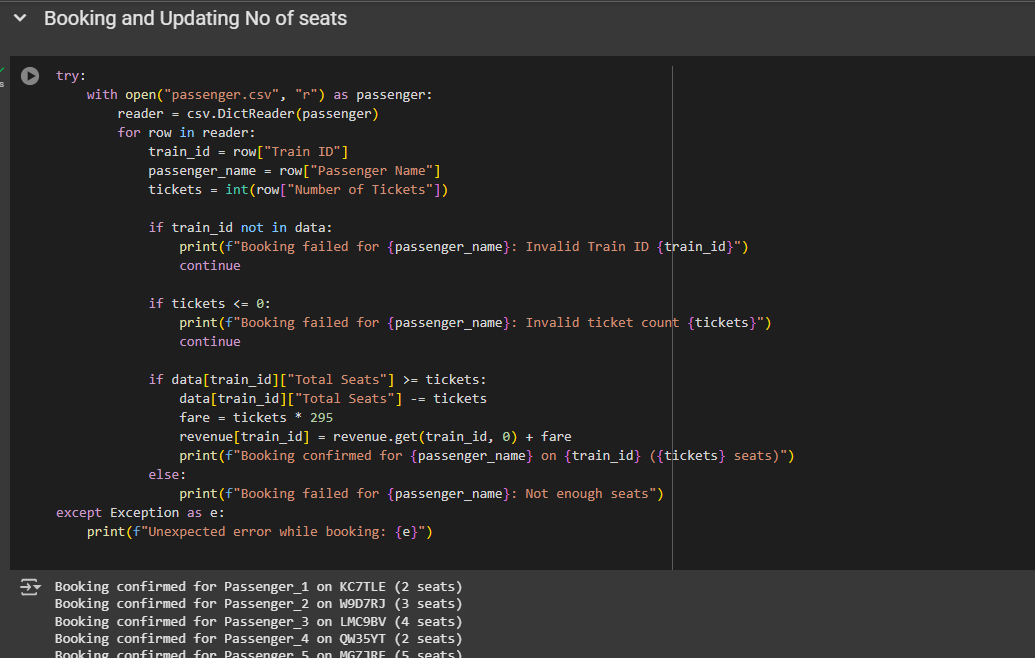 Booking and Updating No of seats
try:
    with open("passenger.csv", "r") as passenger:
        reader = csv.DictReader(passenger)
        for row in reader:
            train_id = row["Train ID"]
            passenger_name = row["Passenger Name"]
            tickets = int(row["Number of Tickets"])

            if train_id not in data:
                print(f"Booking failed for {passenger_name}: Invalid Train ID {train_id}")
                continue

            if tickets <= 0:
                print(f"Booking failed for {passenger_name}: Invalid ticket count {tickets}")
                continue

            if data[train_id]["Total Seats"] >= tickets:
                data[train_id]["Total Seats"] -= tickets
                fare = tickets * 295
                revenue[train_id] = revenue.get(train_id, 0) + fare
                print(f"Booking confirmed for {passenger_name} on {train_id} ({tickets} seats)")
            else:
                print(f"Booking failed for {passenger_name}: Not enough seats")
except Exception as e:
    print(f"Unexpected error while booking: {e}")
Booking confirmed for Passenger_1 on KC7TLE (2 seats)
Booking confirmed for Passenger_2 on W9D7RJ (3 seats)
Booking confirmed for Passenger_3 on LMC9BV (4 seats)
Booking confirmed for Passenger_4 on QW35YT (2 seats)
Booking confirmed for Passenger_5 on (5 seats)